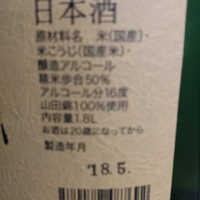 日本酒
原材料名 米(国産)・
米こうじ(国産米)・
醸造アルコール
精米歩合50%
アルコール分16度
山田錦100%使用
内容量1.8L
お酒は20歳になってから
製造年月
'18.5.